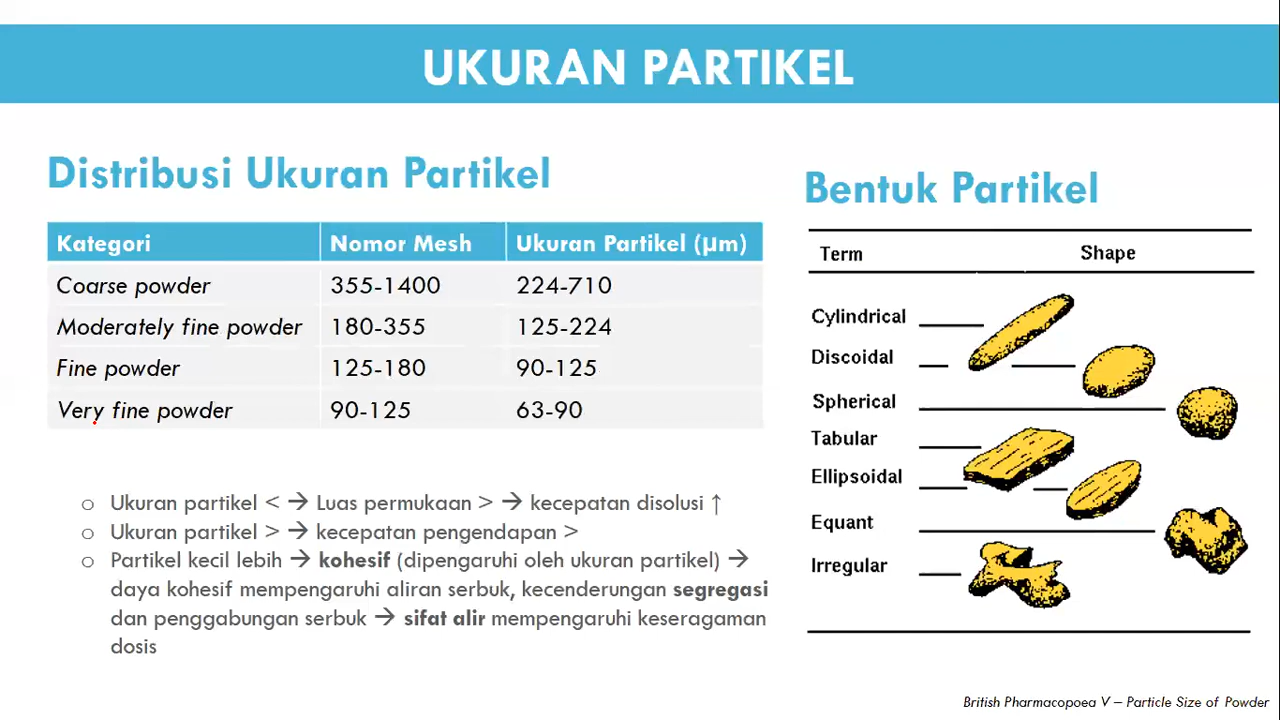 UKURAN PARTIKEL
Distribusi Ukuran Partikel
Kategori Nomor Mesh Ukuran Partikel (μm)
Coarse powder 355-1400 224-710
Moderately fine powder 180-355 125-224
Fine powder 125-180 90-125
Very fine powder 90-125 63-90
o Ukuran partikel < → Luas permukaan > → kecepatan disolusi ↑
o Ukuran partikel > → kecepatan pengendapan >
o Partikel kecil lebih → kohesif (dipengaruhi oleh ukuran partikel) →
daya kohesif mempengaruhi aliran serbuk, kecenderungan segregasi
dan penggabungan serbuk → sifat alir mempengaruhi keseragaman
dosis
Bentuk Partikel
Term Shape
Cylindrical
Discoidal
Spherical
Tabular
Ellipsoidal
Equant
Irregular
British Pharmacopoea V – Particle Size of Powder